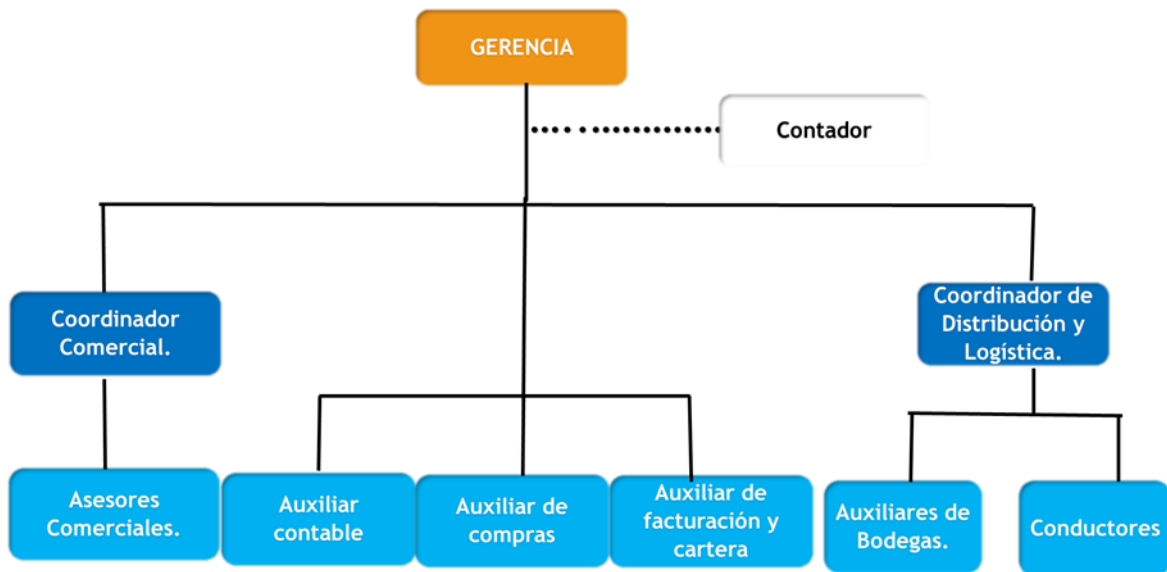 GERENCIA
Contador
Coordinador
Comercial.
Coordinador de
Distribución y
Logística.
Asesores
Comerciales.
Auxiliar
contable
Auxiliar de
compras
Auxiliar de
facturación y
cartera
Auxiliares de
Bodegas.
Conductores